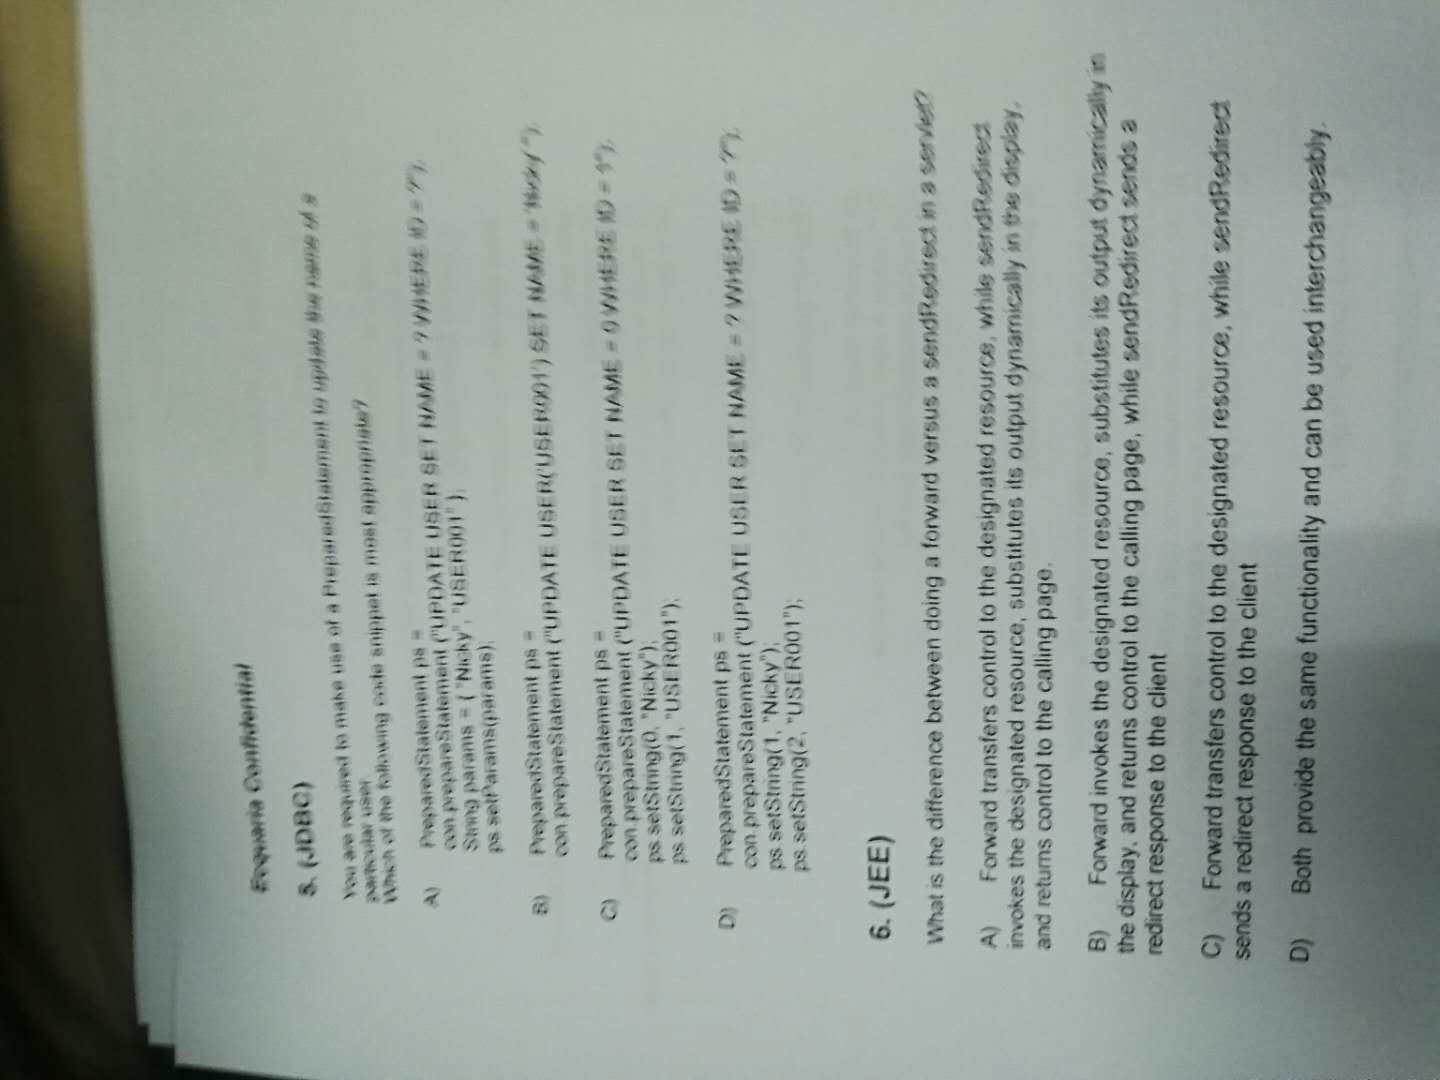 Equaria Confidential
5. (JDBC)
You are required to make use of a PreparedStatement to update the name of a
particular user
Which of the following code snippet is most appropriate?
A) PreparedStatement ps =
con.prepareStatement ("UPDATE USER SET NAME = ? WHERE ID = ?");
String params = { "Nicky", "USER001" };
ps.setParams(params);
B) PreparedStatement ps =
con.prepareStatement ("UPDATE USER(USER001') SET NAME = 'Nicky'");
C) PreparedStatement ps =
con.prepareStatement ("UPDATE USER SET NAME = 0 WHERE ID = 1");
ps.setString(0, "Nicky");
ps.setString(1, "USER001");
D) PreparedStatement ps =
con.prepareStatement ("UPDATE USER SET NAME = ? WHERE ID = ?");
ps.setString(1, "Nicky");
ps.setString(2, "USER001");
6. (JEE)
What is the difference between doing a forward versus a sendRedirect in a servlet?
A) Forward transfers control to the designated resource, while sendRedirect
invokes the designated resource, substitutes its output dynamically in the display,
and returns control to the calling page.
B) Forward invokes the designated resource, substitutes its output dynamically in
the display, and returns control to the calling page, while sendRedirect sends a
redirect response to the client
C) Forward transfers control to the designated resource, while sendRedirect
sends a redirect response to the client
D) Both provide the same functionality and can be used interchangeably.